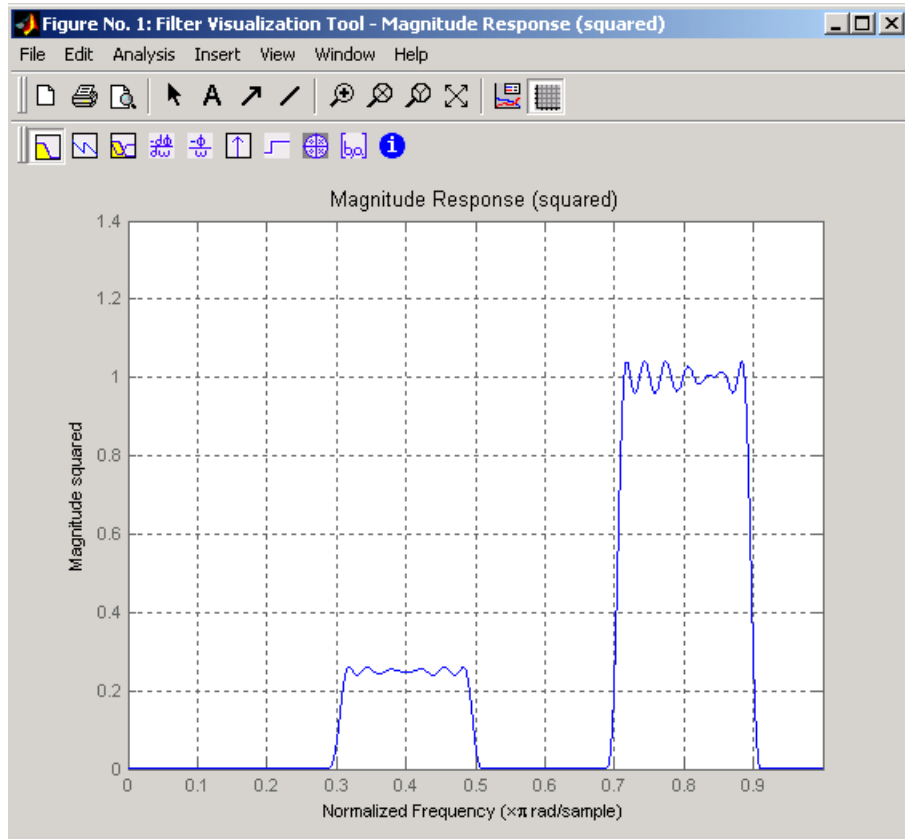 Figure No. 1: Filter Visualization Tool - Magnitude Response (squared)
File Edit Analysis Insert View Window Help
A
-dΦ
dω
-Φ
ω
[b,a]
i
Magnitude Response (squared)
1.4
1.2
1
0.8
0.6
0.4
0.2
0
Magnitude squared
0 0.1 0.2 0.3 0.4 0.5 0.6 0.7 0.8 0.9
Normalized Frequency (×π rad/sample)